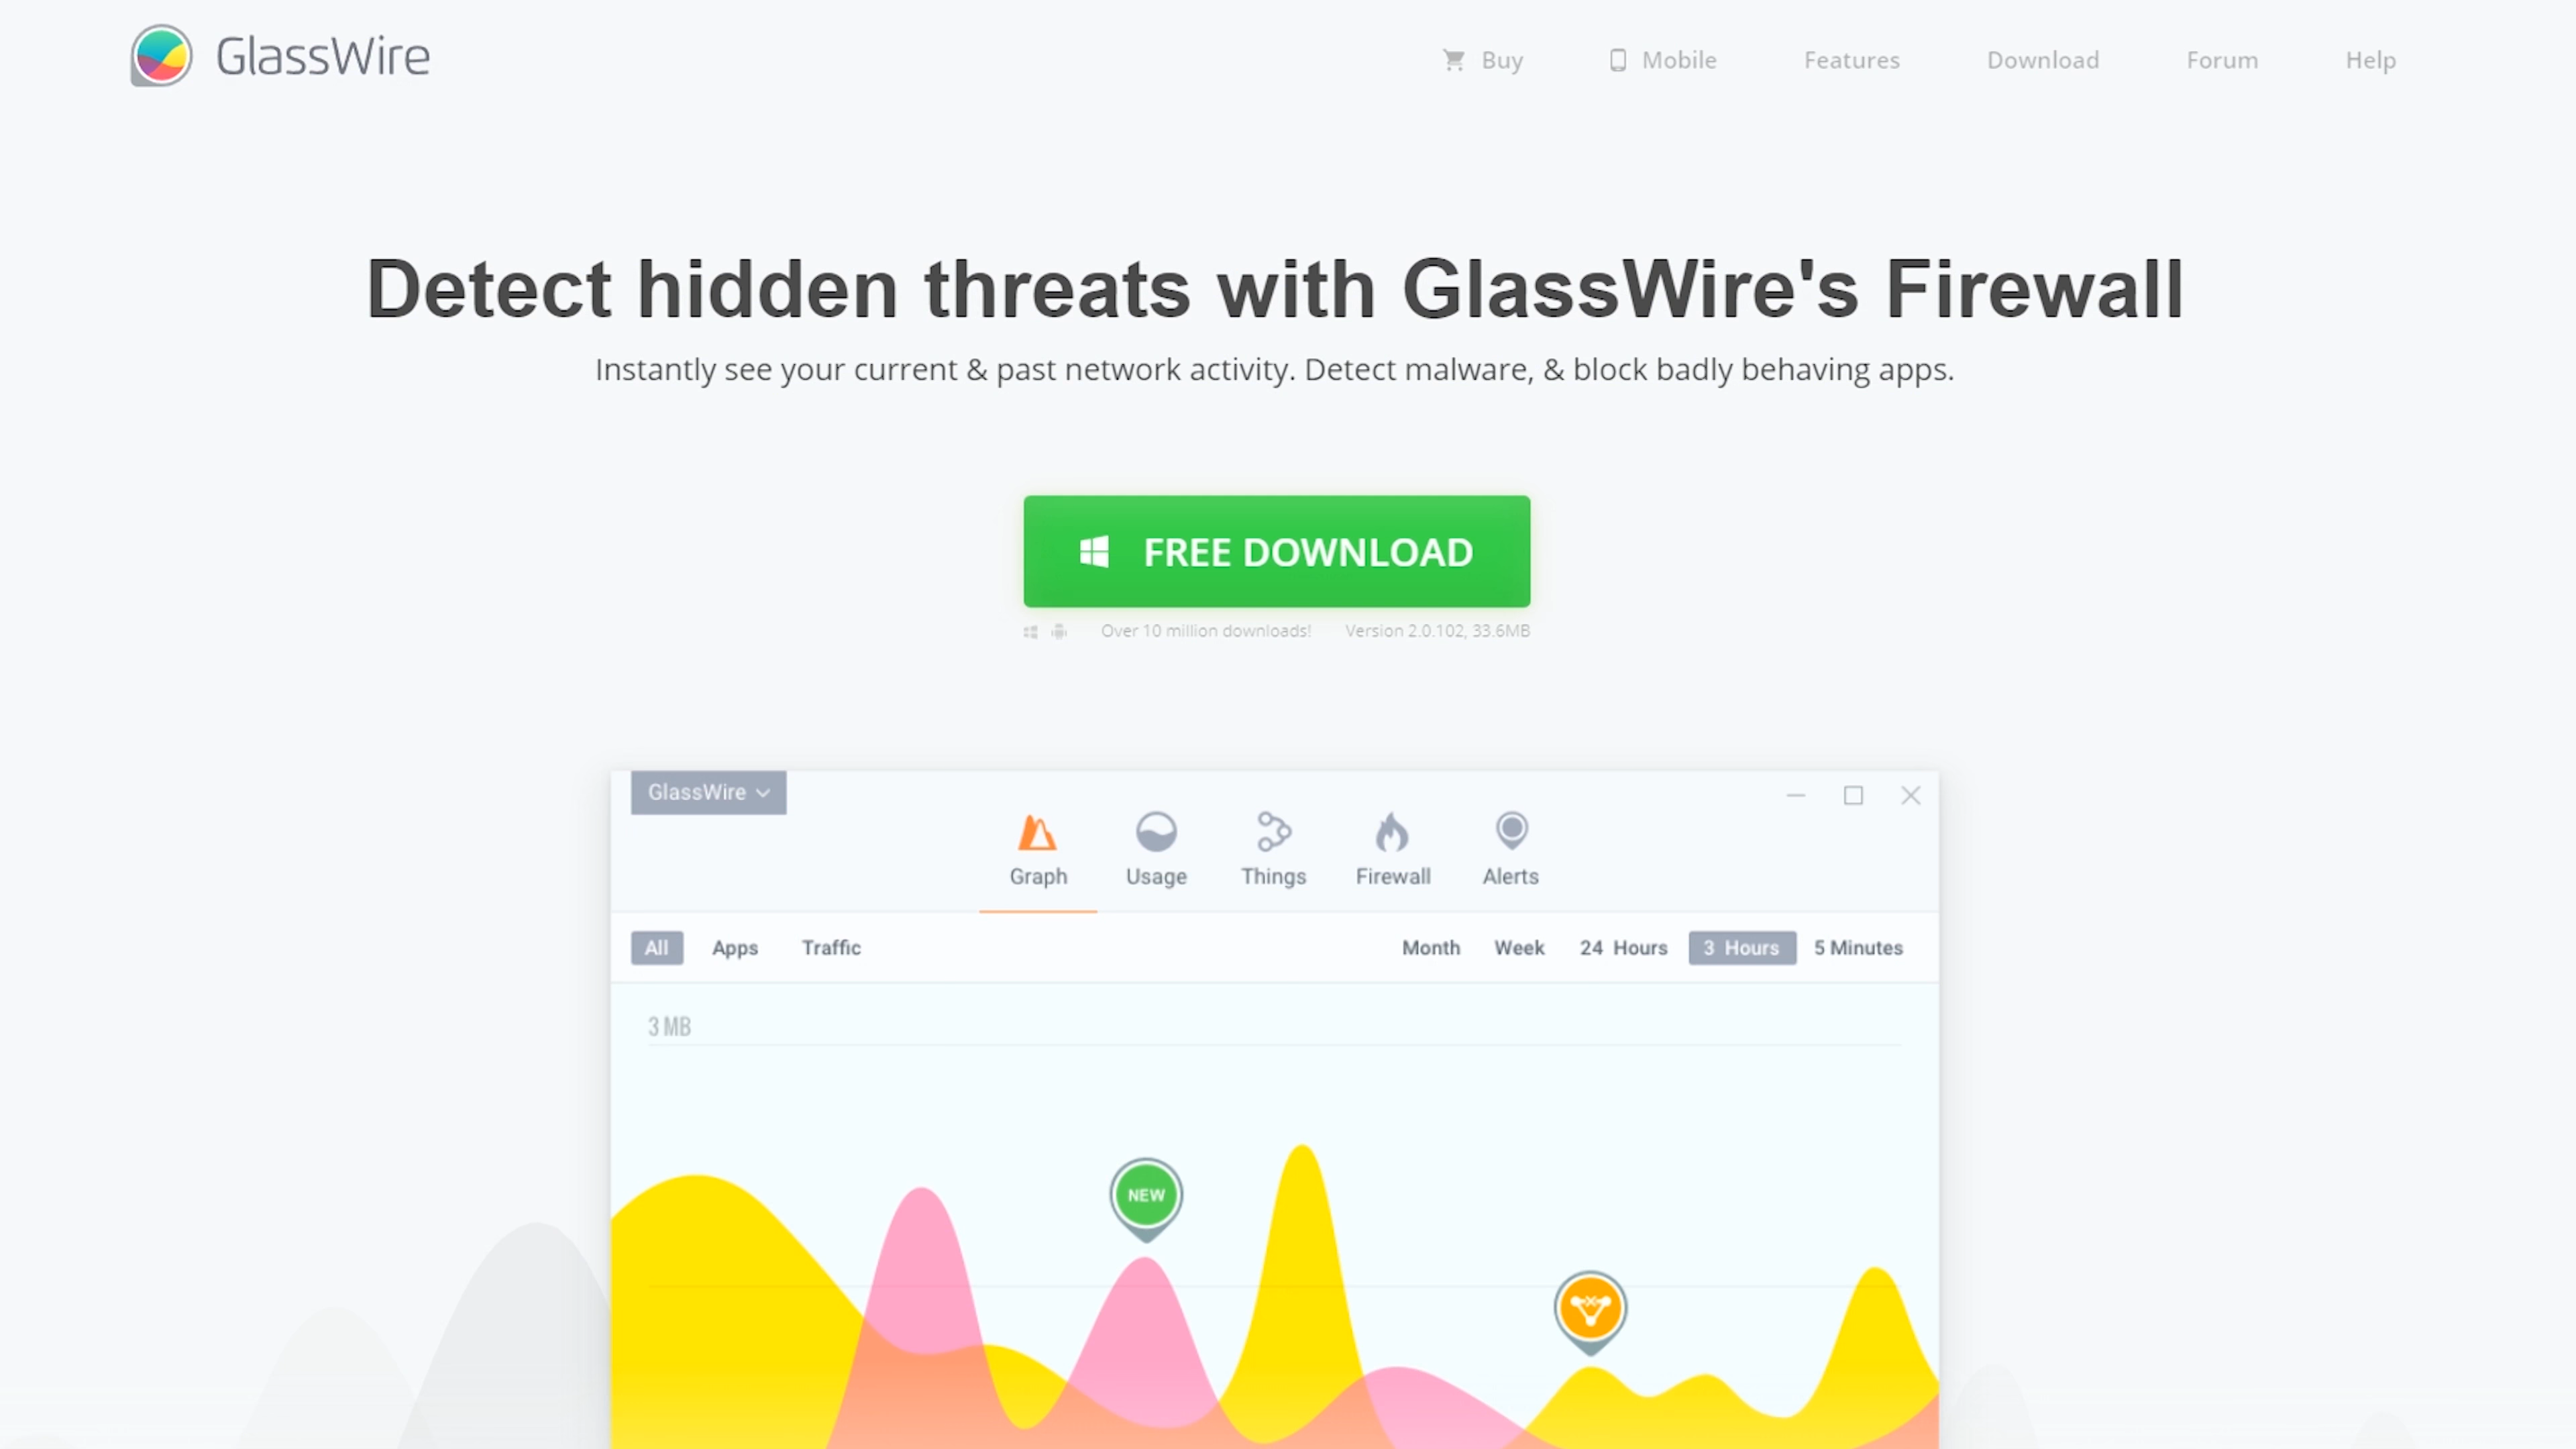 GlassWire
Buy Mobile Features Download Forum Help
Detect hidden threats with GlassWire's Firewall
Instantly see your current & past network activity. Detect malware, & block badly behaving apps.
FREE DOWNLOAD
Over 10 million downloads! Version 2.0.102, 33.6MB
GlassWire
Graph Usage Things Firewall Alerts
All Apps Traffic Month Week 24 Hours 3 Hours 5 Minutes
3 MB
NEW